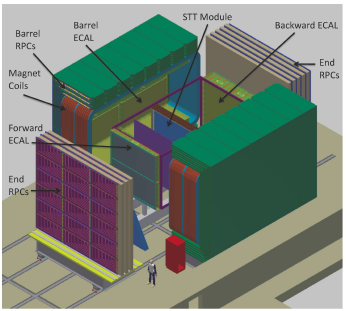 STT Module
Barrel
ECAL
Backward ECAL
Barrel
RPCs
End
RPCs
Magnet
Coils
Forward
ECAL
End
RPCs